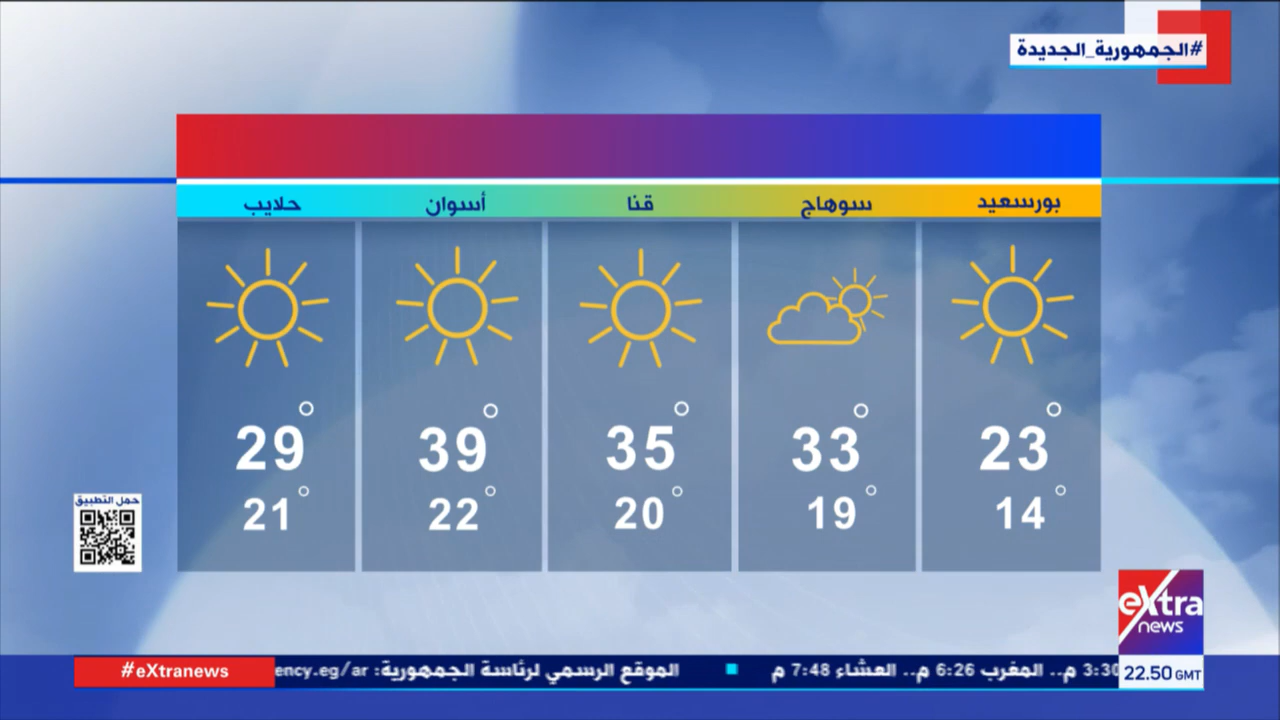 #الجمهورية_الجديدة
بورسعيد سوهاج قنا أسوان حلايب
23° 33° 35° 39° 29°
14° 19° 20° 22° 21°
حمل التطبيق
eXtra
news
3:30 م.. المغرب 6:26 م.. العشاء 7:48 م ■ الموقع الرسمي لرئاسة الجمهورية: ency.eg/ar
#eXtranews
22.50 GMT